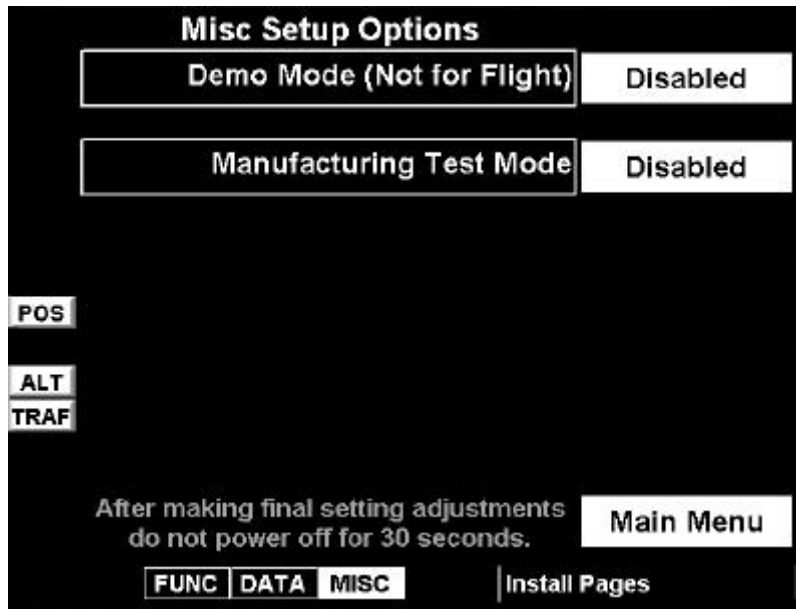 Misc Setup Options
Demo Mode (Not for Flight) Disabled
Manufacturing Test Mode Disabled
POS
ALT
TRAF
After making final setting adjustments
do not power off for 30 seconds.
Main Menu
FUNC DATA MISC Install Pages